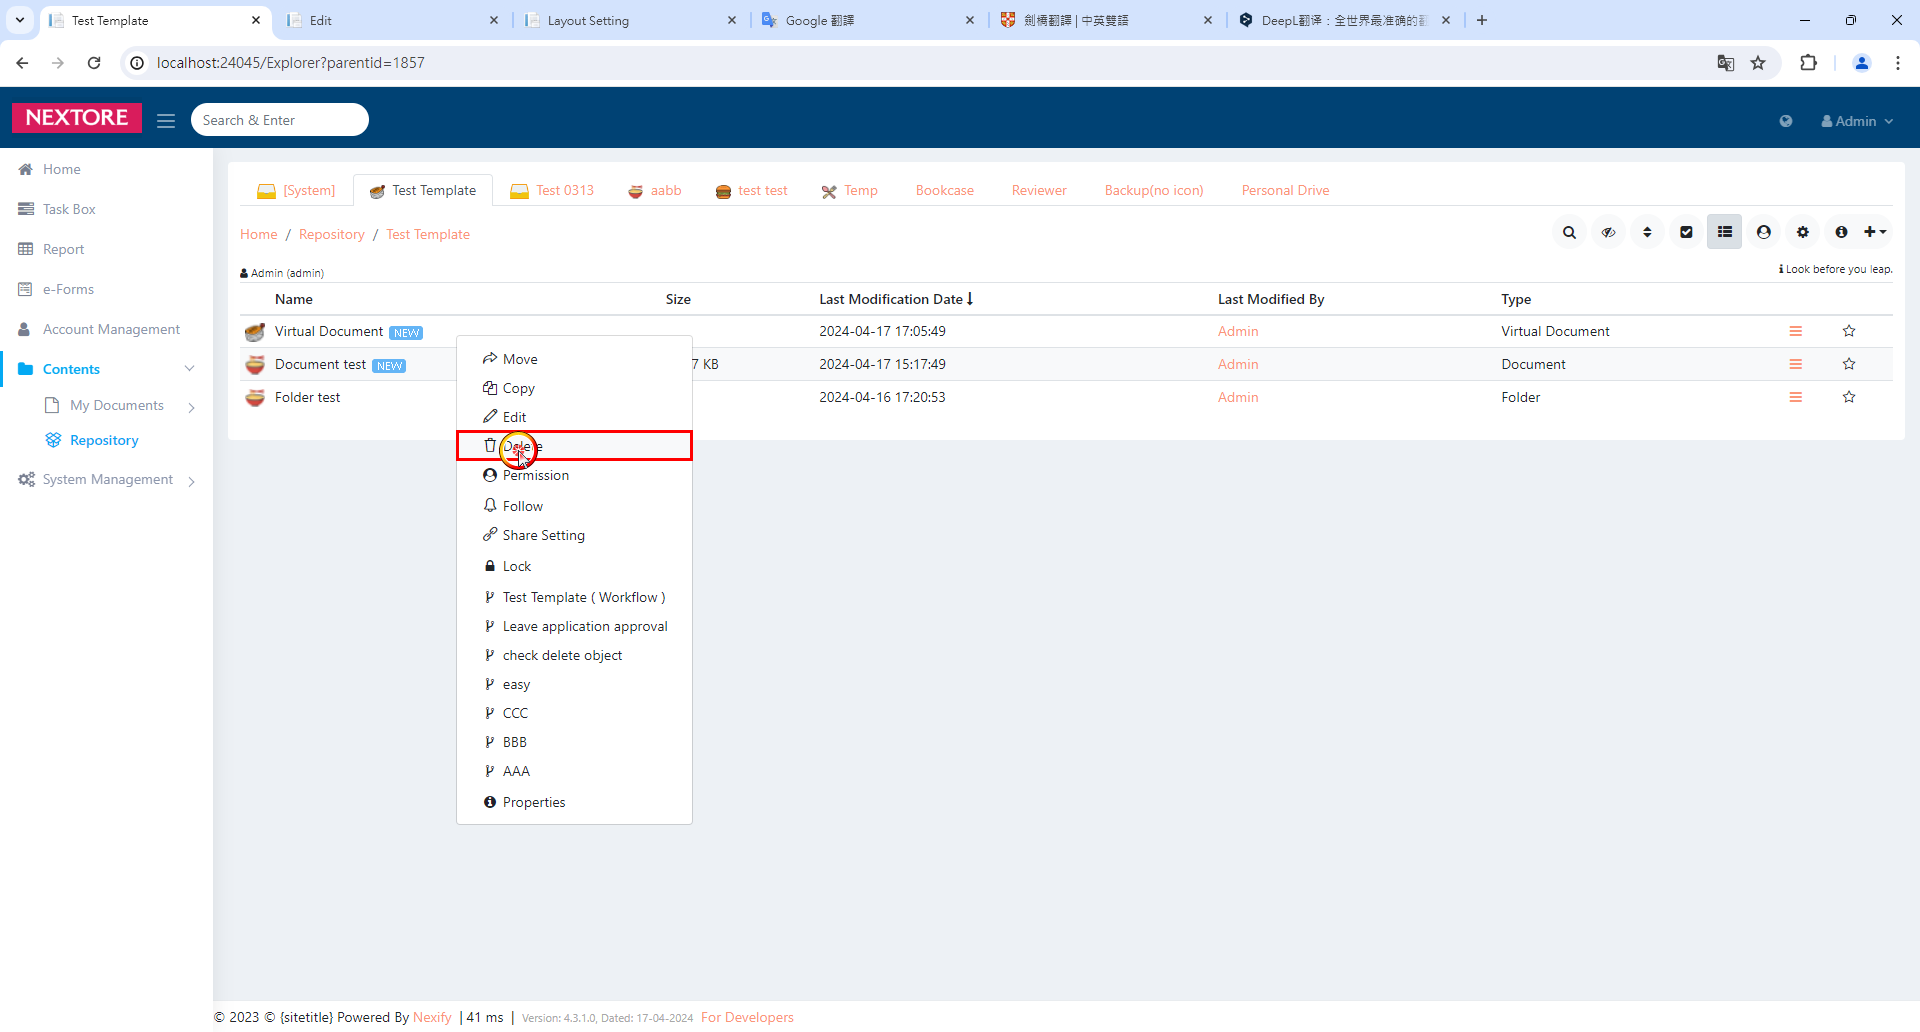 Test Template
Edit
Layout Setting
Google 翻譯
劍橋翻譯 | 中英雙語
DeepL翻译：全世界最准确的翻
localhost:24045/Explorer?parentid=1857
NEXTORE
Search & Enter
Admin
Home
Task Box
Report
e-Forms
Account Management
Contents
My Documents
Repository
System Management
[System]
Test Template
Test 0313
aabb
test test
Temp
Bookcase
Reviewer
Backup(no icon)
Personal Drive
Home / Repository / Test Template
Admin (admin)
Look before you leap.
Name Size Last Modification Date Last Modified By Type
Virtual Document NEW 2024-04-17 17:05:49 Admin Virtual Document
Document test NEW 7 KB 2024-04-17 15:17:49 Admin Document
Folder test 2024-04-16 17:20:53 Admin Folder
Move
Copy
Edit
Delete
Permission
Follow
Share Setting
Lock
Test Template ( Workflow )
Leave application approval
check delete object
easy
CCC
BBB
AAA
Properties
© 2023 © {sitetitle} Powered By Nexify | 41 ms | Version: 4.3.1.0, Dated: 17-04-2024 For Developers